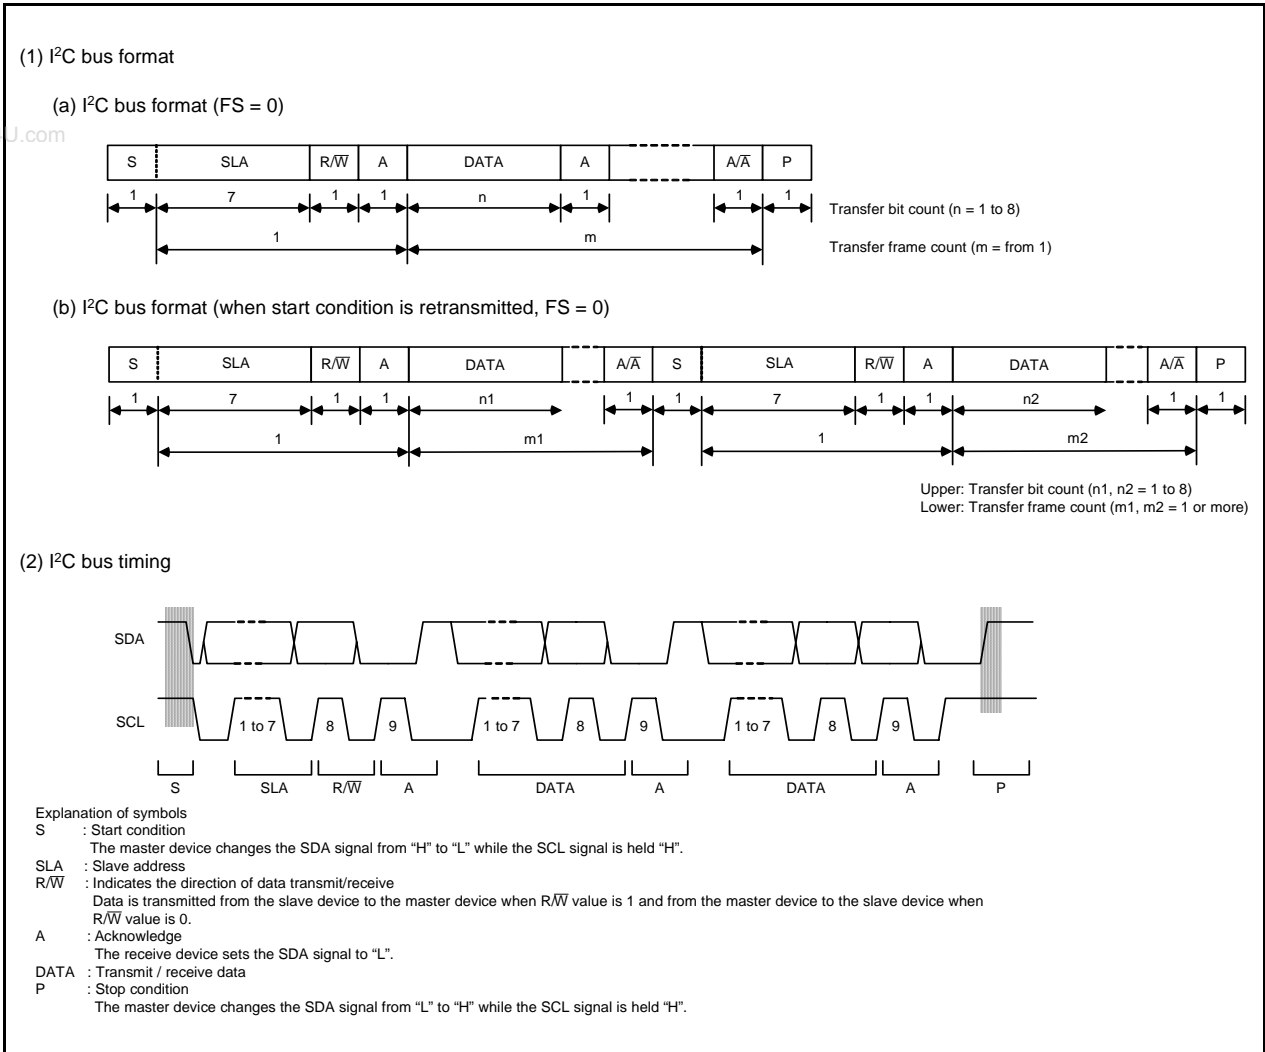 (1) I²C bus format
(a) I²C bus format (FS = 0)
U.com
S SLA R/W̅ A DATA A A/A̅ P
1 7 1 1 n 1 1 1
Transfer bit count (n = 1 to 8)
1 m
Transfer frame count (m = from 1)
(b) I²C bus format (when start condition is retransmitted, FS = 0)
S SLA R/W̅ A DATA A/A̅ S SLA R/W̅ A DATA A/A̅ P
1 7 1 1 n1 1 1 7 1 1 n2 1 1
1 m1 1 m2
Upper: Transfer bit count (n1, n2 = 1 to 8)
Lower: Transfer frame count (m1, m2 = 1 or more)
(2) I²C bus timing
SDA
SCL 1 to 7 8 9 1 to 7 8 9 1 to 7 8 9
S SLA R/W̅ A DATA A DATA A P
Explanation of symbols
S : Start condition
The master device changes the SDA signal from “H” to “L” while the SCL signal is held “H”.
SLA : Slave address
R/W̅ : Indicates the direction of data transmit/receive
Data is transmitted from the slave device to the master device when R/W̅ value is 1 and from the master device to the slave device when
R/W̅ value is 0.
A : Acknowledge
The receive device sets the SDA signal to “L”.
DATA : Transmit / receive data
P : Stop condition
The master device changes the SDA signal from “L” to “H” while the SCL signal is held “H”.